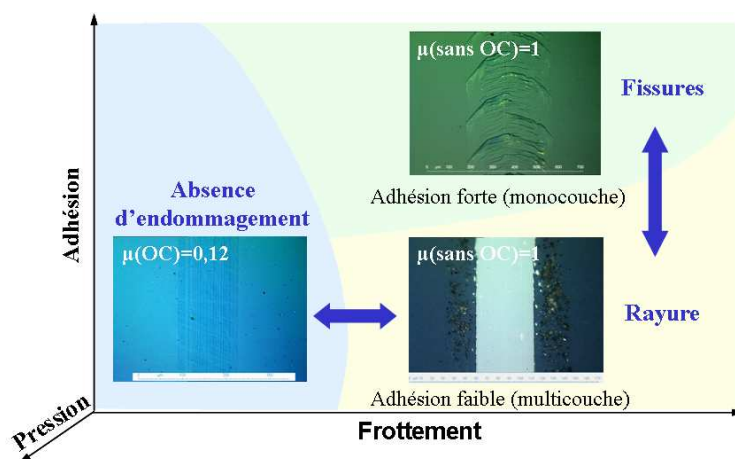 µ(sans OC)=1
Fissures
Adhésion forte (monocouche)
Adhésion
Absence
d'endommagement
µ(OC)=0,12
µ(sans OC)=1
Rayure
Adhésion faible (multicouche)
Pression
Frottement